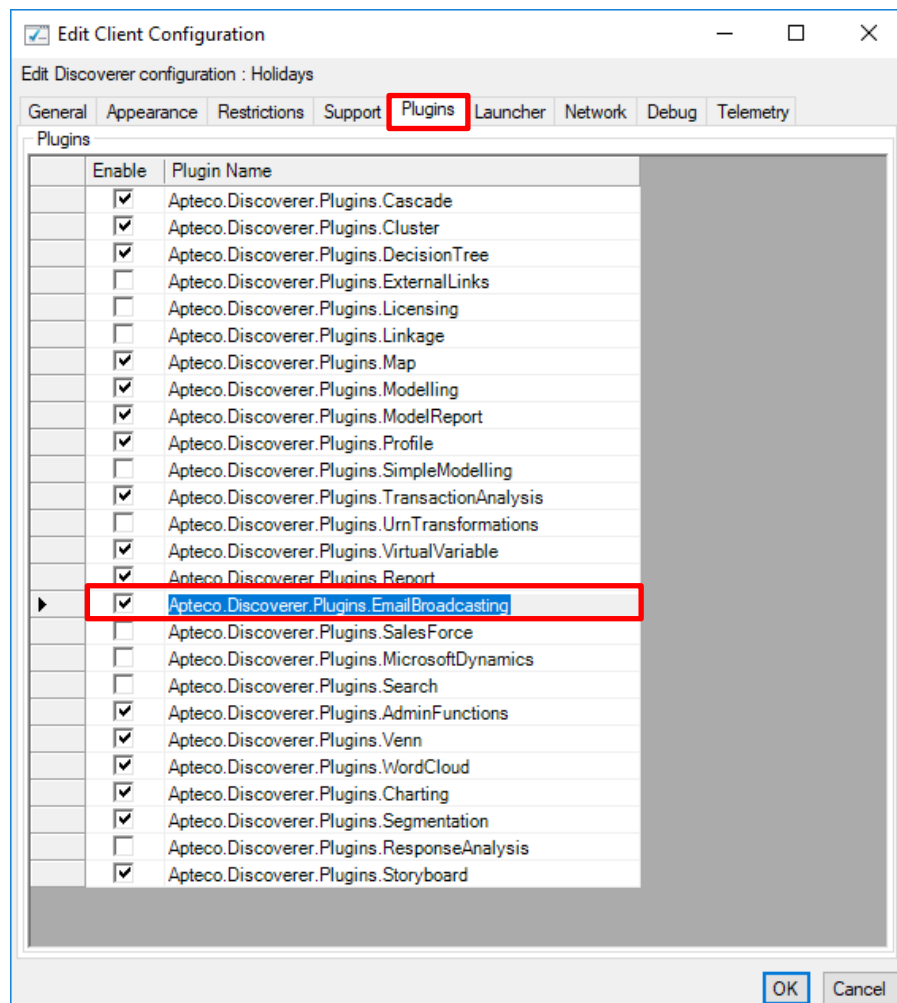 Edit Client Configuration
Edit Discoverer configuration : Holidays
General Appearance Restrictions Support Plugins Launcher Network Debug Telemetry
Plugins
Enable Plugin Name
Apteco.Discoverer.Plugins.Cascade
Apteco.Discoverer.Plugins.Cluster
Apteco.Discoverer.Plugins.DecisionTree
Apteco.Discoverer.Plugins.ExternalLinks
Apteco.Discoverer.Plugins.Licensing
Apteco.Discoverer.Plugins.Linkage
Apteco.Discoverer.Plugins.Map
Apteco.Discoverer.Plugins.Modelling
Apteco.Discoverer.Plugins.ModelReport
Apteco.Discoverer.Plugins.Profile
Apteco.Discoverer.Plugins.SimpleModelling
Apteco.Discoverer.Plugins.TransactionAnalysis
Apteco.Discoverer.Plugins.UrnTransformations
Apteco.Discoverer.Plugins.VirtualVariable
Apteco.Discoverer.Plugins.Report
Apteco.Discoverer.Plugins.EmailBroadcasting
Apteco.Discoverer.Plugins.SalesForce
Apteco.Discoverer.Plugins.MicrosoftDynamics
Apteco.Discoverer.Plugins.Search
Apteco.Discoverer.Plugins.AdminFunctions
Apteco.Discoverer.Plugins.Venn
Apteco.Discoverer.Plugins.WordCloud
Apteco.Discoverer.Plugins.Charting
Apteco.Discoverer.Plugins.Segmentation
Apteco.Discoverer.Plugins.ResponseAnalysis
Apteco.Discoverer.Plugins.Storyboard
OK Cancel